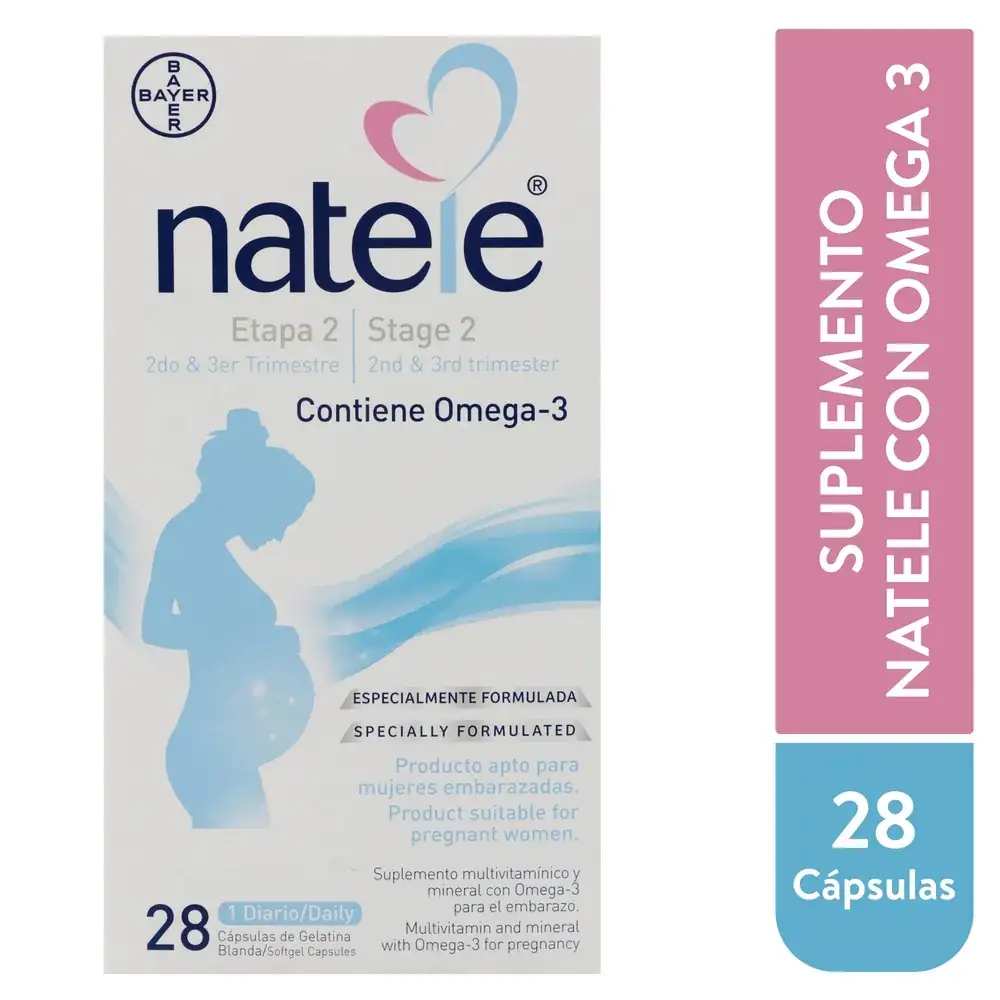 BAYER
BAYER
natele®
Etapa 2 | Stage 2
2do & 3er Trimestre | 2nd & 3rd trimester
Contiene Omega-3
ESPECIALMENTE FORMULADA
SPECIALLY FORMULATED
Producto apto para
mujeres embarazadas.
Product suitable for
pregnant women.
Suplemento multivitamínico y
mineral con Omega-3
para el embarazo.
Multivitamin and mineral
with Omega-3 for pregnancy
28
1 Diario/Daily
Cápsulas de Gelatina
Blanda/Softgel Capsules
SUPLEMENTO
NATELE CON OMEGA 3
28
Cápsulas